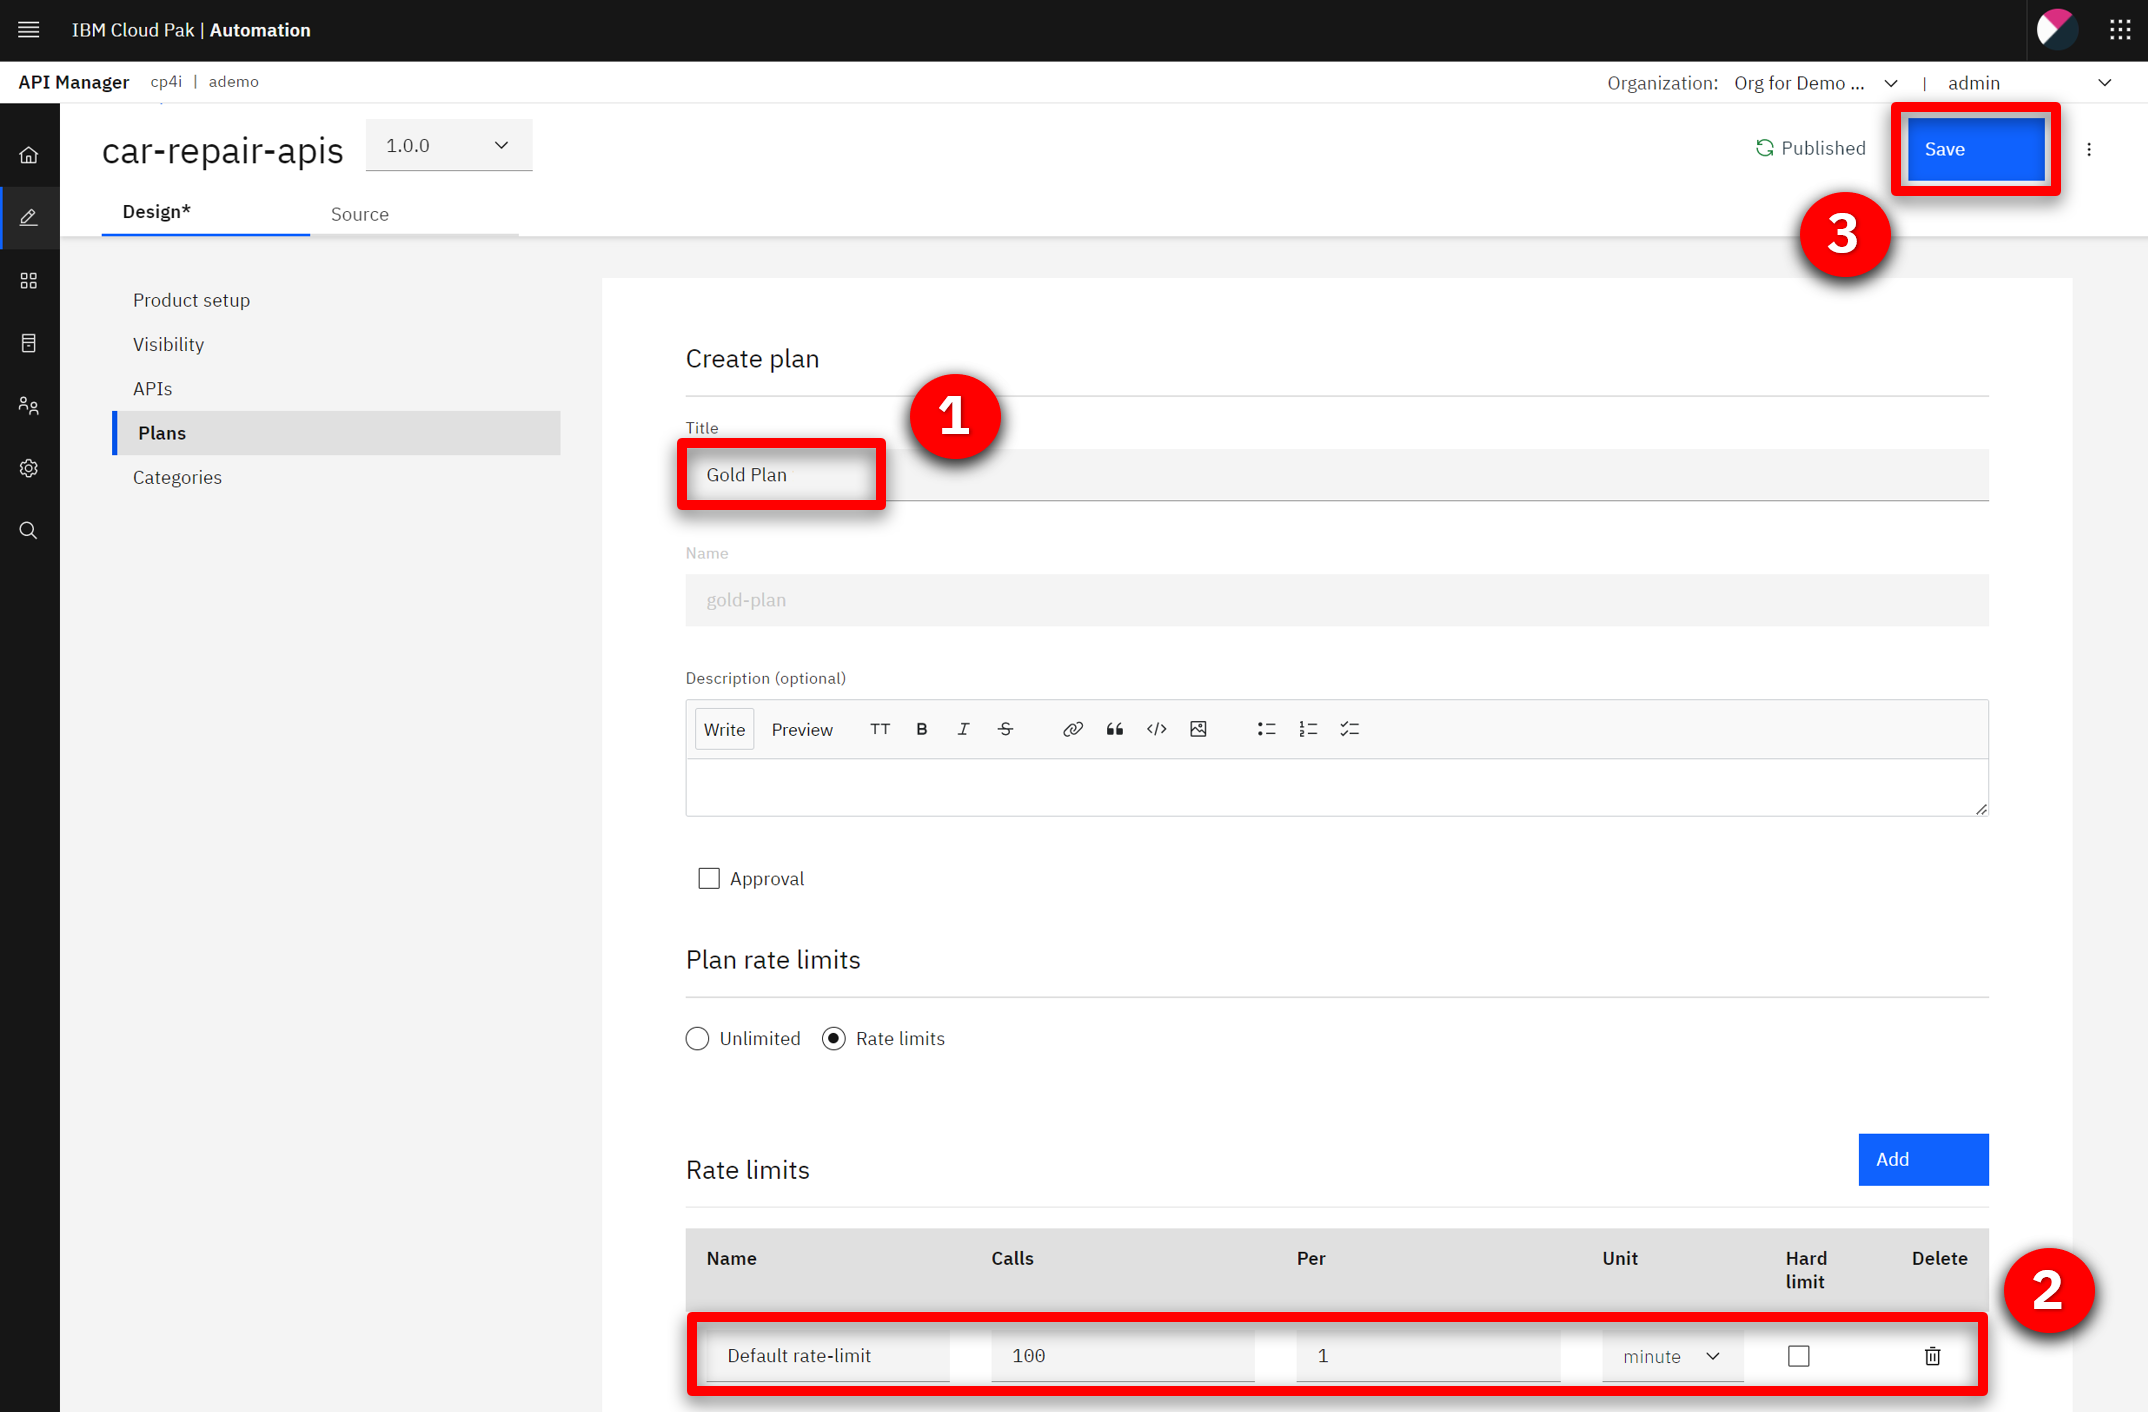 IBM Cloud Pak | Automation
API Manager cp4i | ademo
Organization: Org for Demo ... | admin
car-repair-apis 1.0.0
Published
Save
3
Design* Source
Product setup
Visibility
APIs
Plans
Categories
Create plan
1
Title
Gold Plan
Name
gold-plan
Description (optional)
Write Preview TT B I S
Approval
Plan rate limits
Unlimited Rate limits
Rate limits
Add
Name Calls Per Unit Hard limit Delete
2
Default rate-limit 100 1 minute